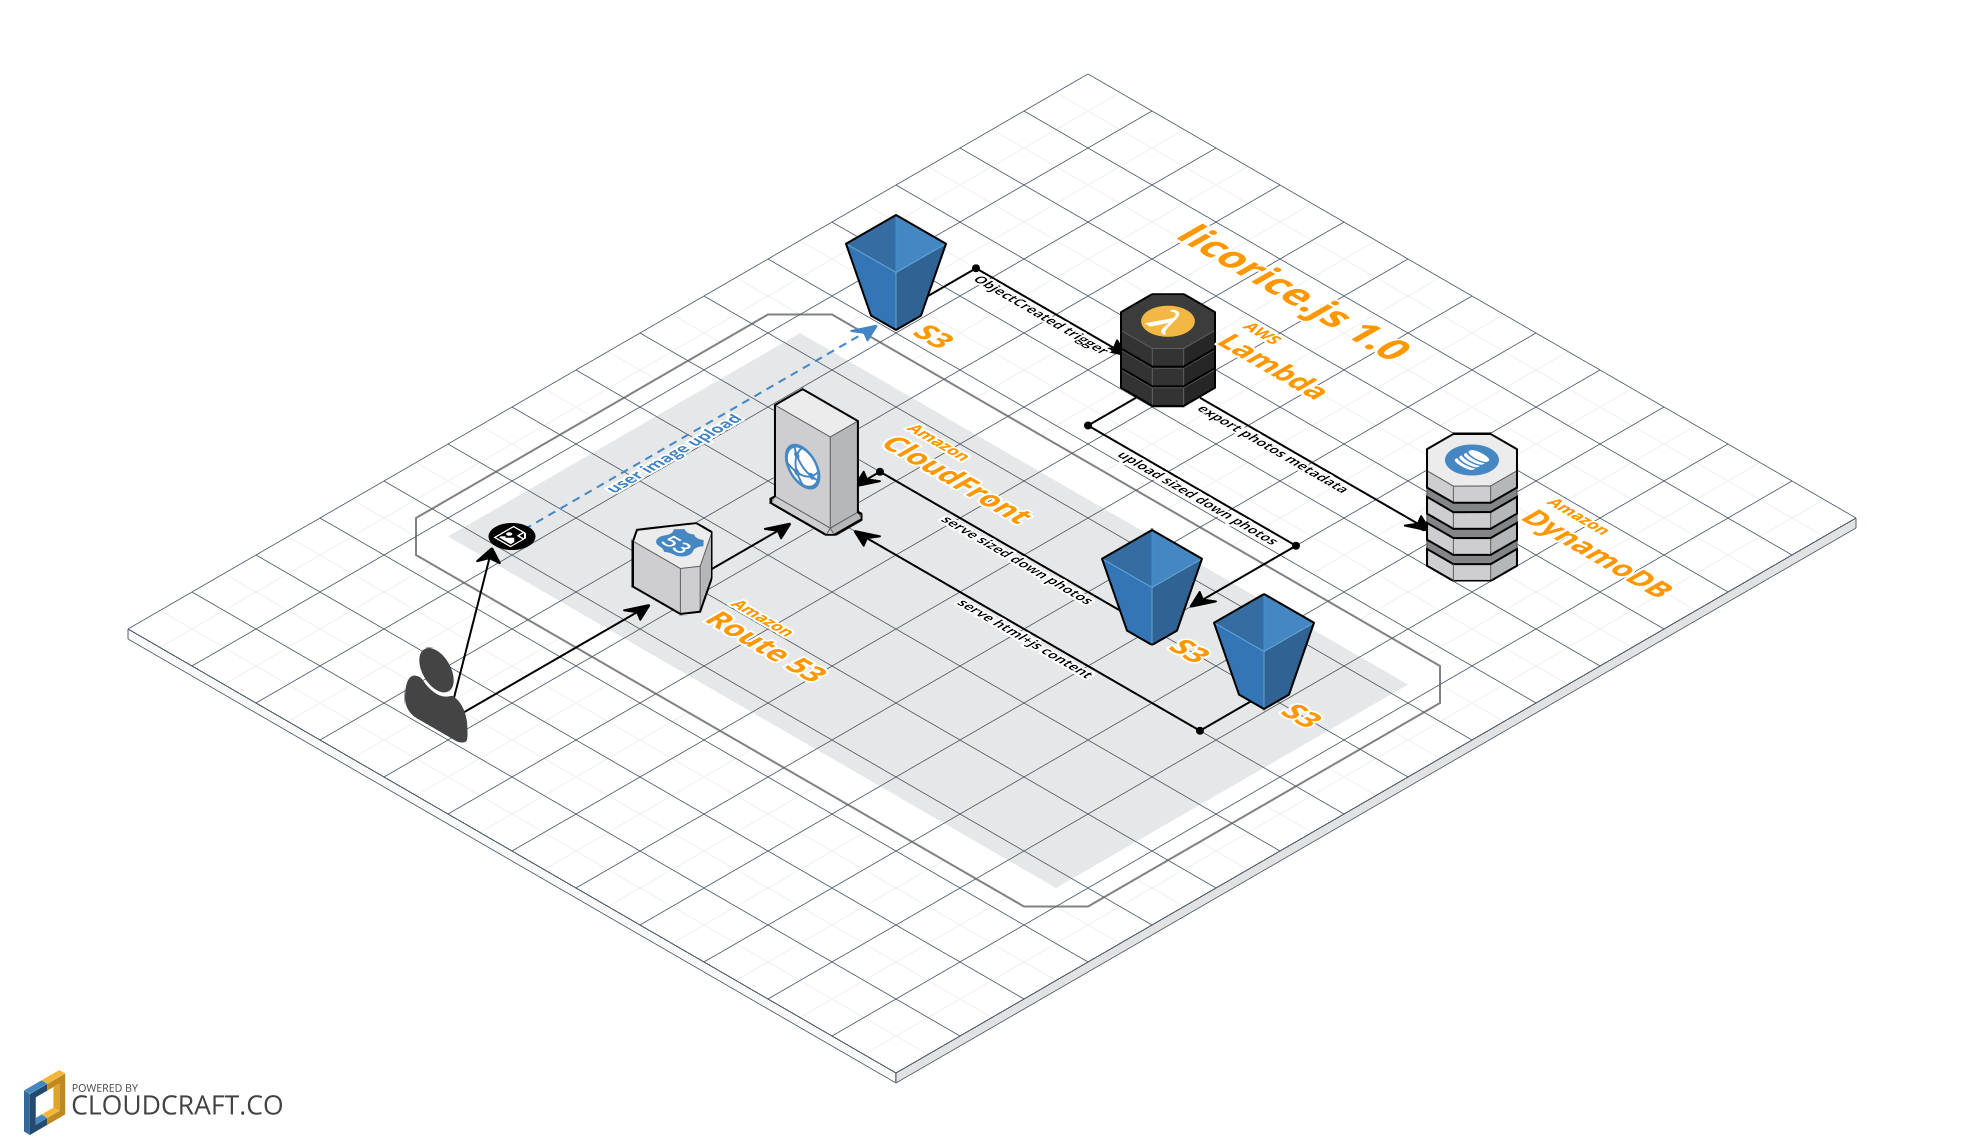 licorice.js 1.0
S3
ObjectCreated trigger
λ
AWS
Lambda
export photos metadata
upload sized down photos
Amazon
DynamoDB
user image upload
Amazon
CloudFront
serve sized down photos
serve html+js content
53
Amazon
Route 53
S3
S3
POWERED BY
CLOUDCRAFT.CO